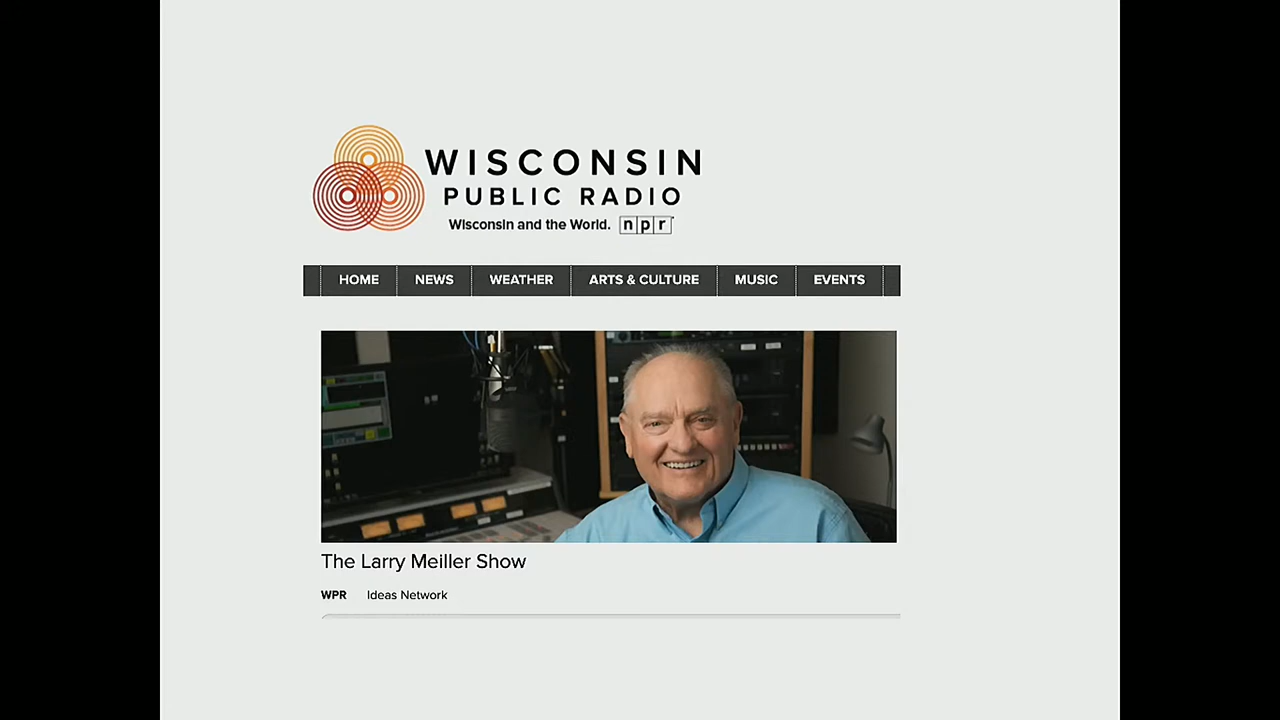 WISCONSIN
PUBLIC RADIO
Wisconsin and the World. npr
HOME NEWS WEATHER ARTS & CULTURE MUSIC EVENTS
The Larry Meiller Show
WPR Ideas Network